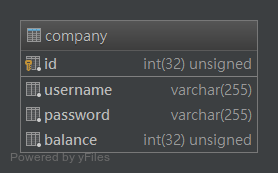 company
id int(32) unsigned
username varchar(255)
password varchar(255)
balance int(32) unsigned
Powered by yFiles